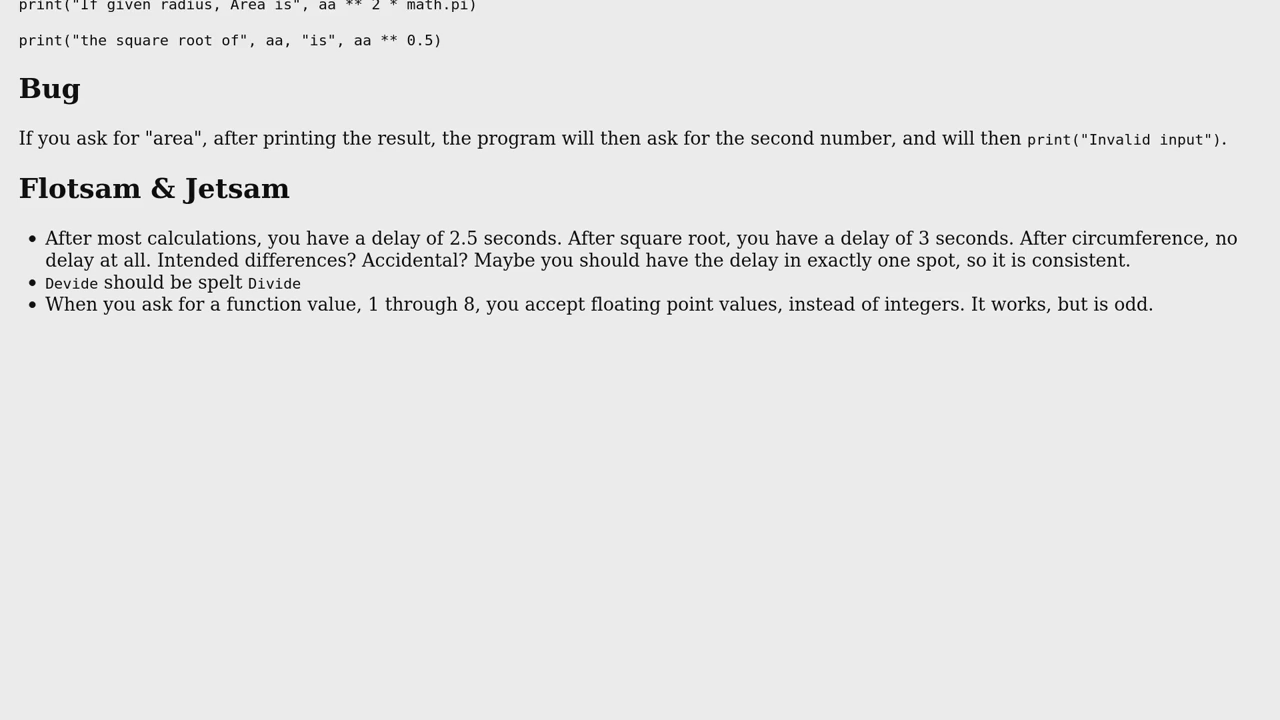 print("If given radius, Area is", aa ** 2 * math.pi)
print("the square root of", aa, "is", aa ** 0.5)
Bug
If you ask for "area", after printing the result, the program will then ask for the second number, and will then print("Invalid input").
Flotsam & Jetsam
• After most calculations, you have a delay of 2.5 seconds. After square root, you have a delay of 3 seconds. After circumference, no
delay at all. Intended differences? Accidental? Maybe you should have the delay in exactly one spot, so it is consistent.
• Devide should be spelt Divide
• When you ask for a function value, 1 through 8, you accept floating point values, instead of integers. It works, but is odd.